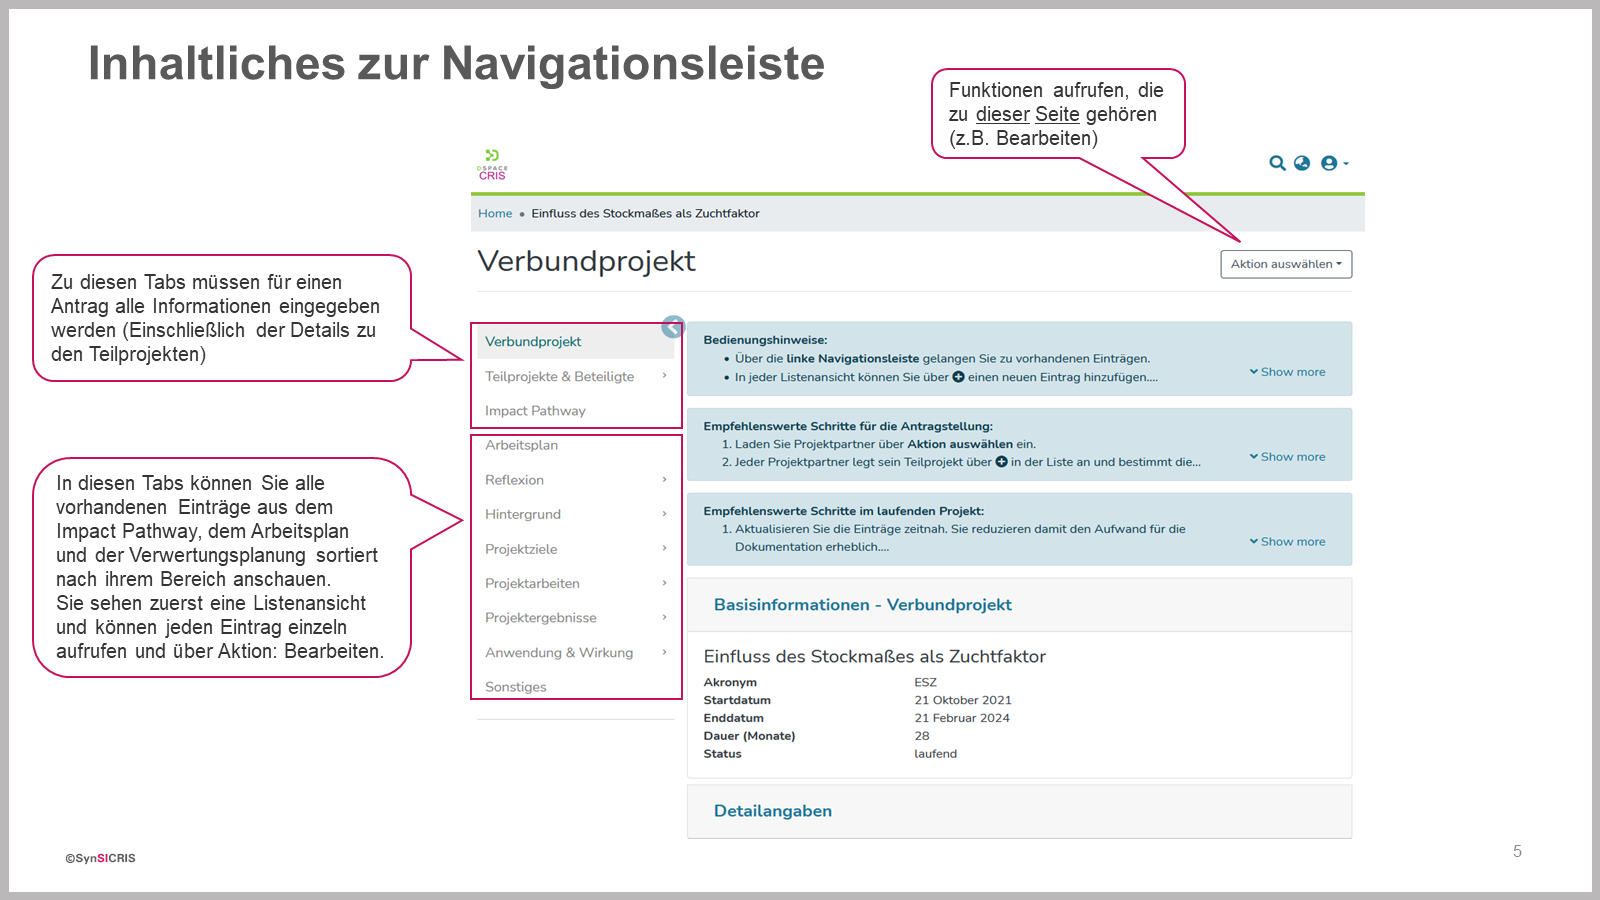 Inhaltliches zur Navigationsleiste
Funktionen aufrufen, die
zu dieser Seite gehören
(z.B. Bearbeiten)
DSPACE
CRIS
Home • Einfluss des Stockmaßes als Zuchtfaktor
Verbundprojekt
Aktion auswählen
Zu diesen Tabs müssen für einen
Antrag alle Informationen eingegeben
werden (Einschließlich der Details zu
den Teilprojekten)
In diesen Tabs können Sie alle
vorhandenen Einträge aus dem
Impact Pathway, dem Arbeitsplan
und der Verwertungsplanung sortiert
nach ihrem Bereich anschauen.
Sie sehen zuerst eine Listenansicht
und können jeden Eintrag einzeln
aufrufen und über Aktion: Bearbeiten.
Verbundprojekt
Teilprojekte & Beteiligte
Impact Pathway
Arbeitsplan
Reflexion
Hintergrund
Projektziele
Projektarbeiten
Projektergebnisse
Anwendung & Wirkung
Sonstiges
Bedienungshinweise:
• Über die linke Navigationsleiste gelangen Sie zu vorhandenen Einträgen.
• In jeder Listenansicht können Sie über einen neuen Eintrag hinzufügen....
Show more
Empfehlenswerte Schritte für die Antragstellung:
1. Laden Sie Projektpartner über Aktion auswählen ein.
2. Jeder Projektpartner legt sein Teilprojekt über in der Liste an und bestimmt die...
Show more
Empfehlenswerte Schritte im laufenden Projekt:
1. Aktualisieren Sie die Einträge zeitnah. Sie reduzieren damit den Aufwand für die
Dokumentation erheblich....
Show more
Basisinformationen - Verbundprojekt
Einfluss des Stockmaßes als Zuchtfaktor
Akronym ESZ
Startdatum 21 Oktober 2021
Enddatum 21 Februar 2024
Dauer (Monate) 28
Status laufend
Detailangaben
©SynSICRIS
5